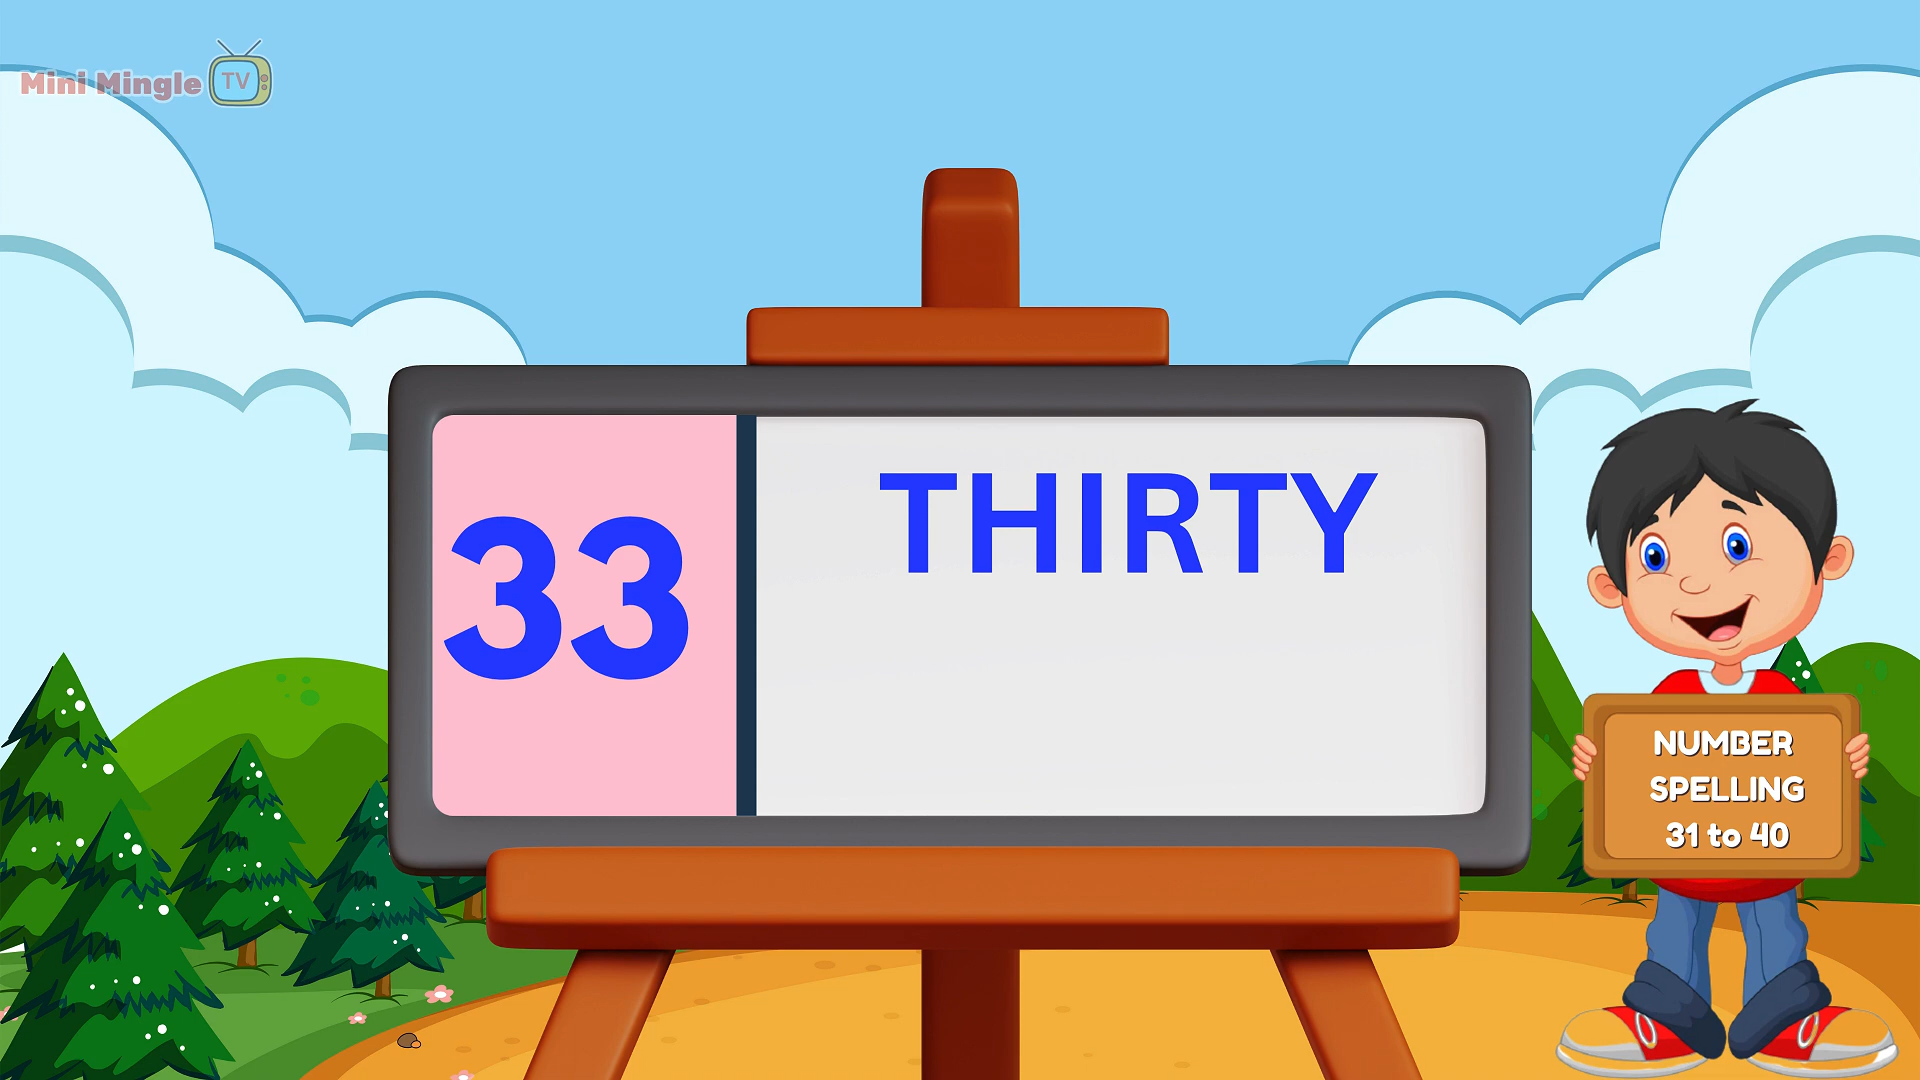 Mini Mingle TV
33
THIRTY
NUMBER
SPELLING
31 to 40